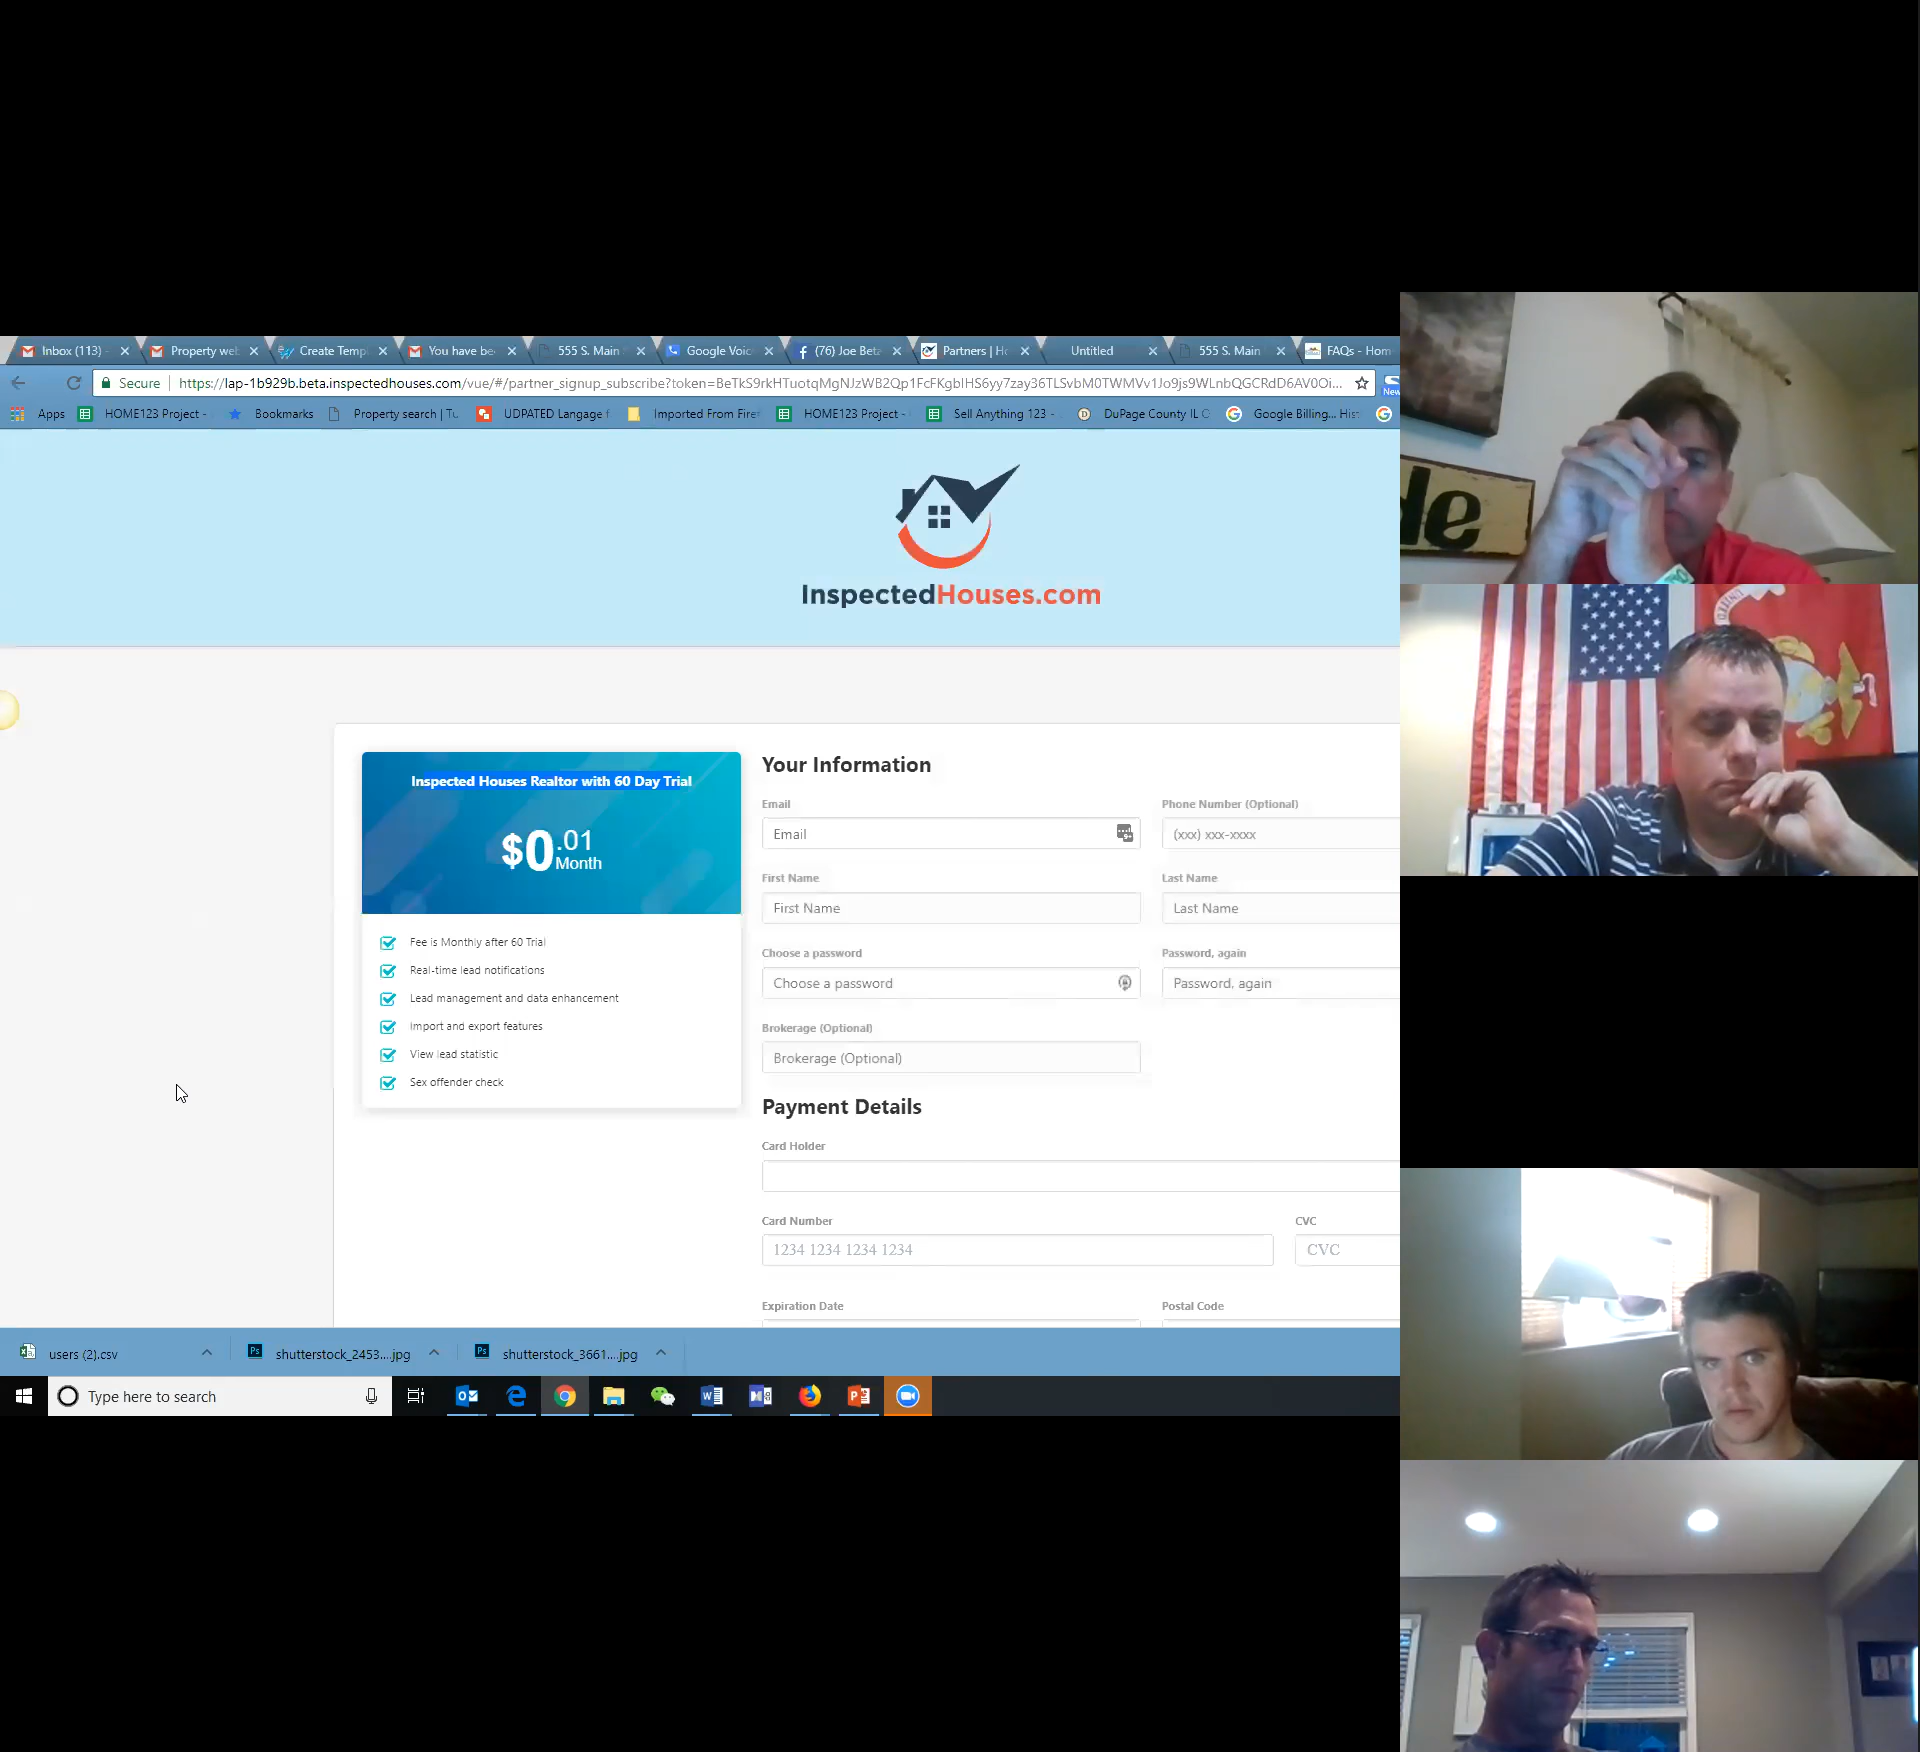 Inbox (113) -
Property wel
Create Temp
You have be
555 S. Main
Google Voic
(76) Joe Beta
Partners | Ho
Untitled
555 S. Main
FAQs - Hom
Secure
https://lap-1b929b.beta.inspectedhouses.com/vue/#/partner_signup_subscribe?token=BeTkS9rkHTuotqMgNJzWB2Qp1FcFKgbIHS6yy7zay36TLSvbM0TWMVv1Jo9js9WLnbQGCRdD6AV0Oi...
New
Apps
HOME123 Project -
Bookmarks
Property search | Tu
UDPATED Langage f
Imported From Firef
HOME123 Project -
Sell Anything 123 -
DuPage County IL C
Google Billing... Hist
InspectedHouses.com
de
Inspected Houses Realtor with 60 Day Trial
$0.01
Month
Fee is Monthly after 60 Trial
Real-time lead notifications
Lead management and data enhancement
Import and export features
View lead statistic
Sex offender check
Your Information
Email
Phone Number (Optional)
Email
(xxx) xxx-xxxx
First Name
Last Name
First Name
Last Name
Choose a password
Password, again
Choose a password
Password, again
Brokerage (Optional)
Brokerage (Optional)
Payment Details
Card Holder
Card Number
CVC
1234 1234 1234 1234
CVC
Expiration Date
Postal Code
users (2).csv
shutterstock_2453....jpg
shutterstock_3661....jpg
Type here to search